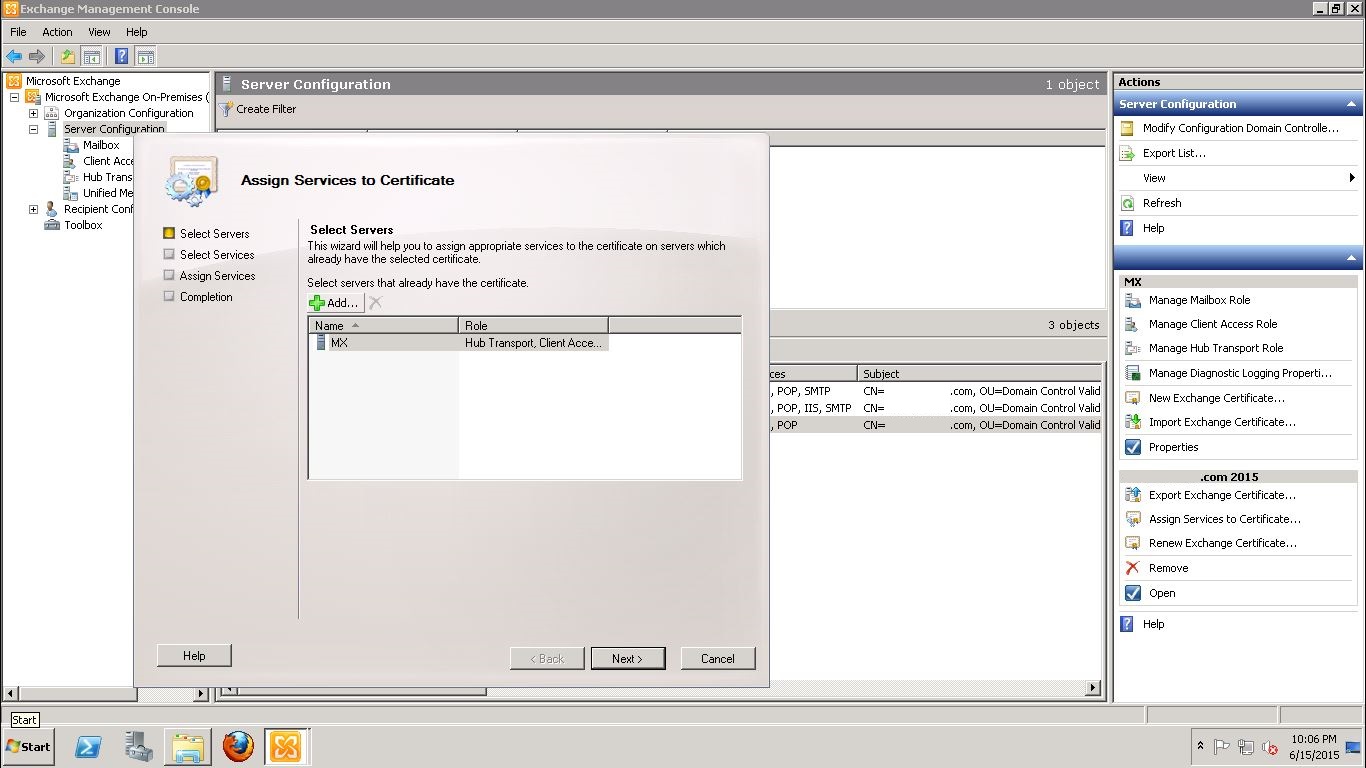 Exchange Management Console
File Action View Help
Microsoft Exchange
Microsoft Exchange On-Premises (
Organization Configuration
Server Configuration
Mailbox
Client Acce
Hub Trans
Unified Me
Recipient Conf
Toolbox
Server Configuration 1 object
Create Filter
Assign Services to Certificate
Select Servers
Select Services
Assign Services
Completion
Select Servers
This wizard will help you to assign appropriate services to the certificate on servers which
already have the selected certificate.
Select servers that already have the certificate.
Add...
Name Role
MX Hub Transport, Client Acce...
Help < Back Next > Cancel
3 objects
ces Subject
, POP, SMTP CN= .com, OU=Domain Control Valid
, POP, IIS, SMTP CN= .com, OU=Domain Control Valid
, POP CN= .com, OU=Domain Control Valid
Actions
Server Configuration
Modify Configuration Domain Controlle...
Export List...
View
Refresh
Help
MX
Manage Mailbox Role
Manage Client Access Role
Manage Hub Transport Role
Manage Diagnostic Logging Properti...
New Exchange Certificate...
Import Exchange Certificate...
Properties
.com 2015
Export Exchange Certificate...
Assign Services to Certificate...
Renew Exchange Certificate...
Remove
Open
Help
Start
Start
10:06 PM
6/15/2015